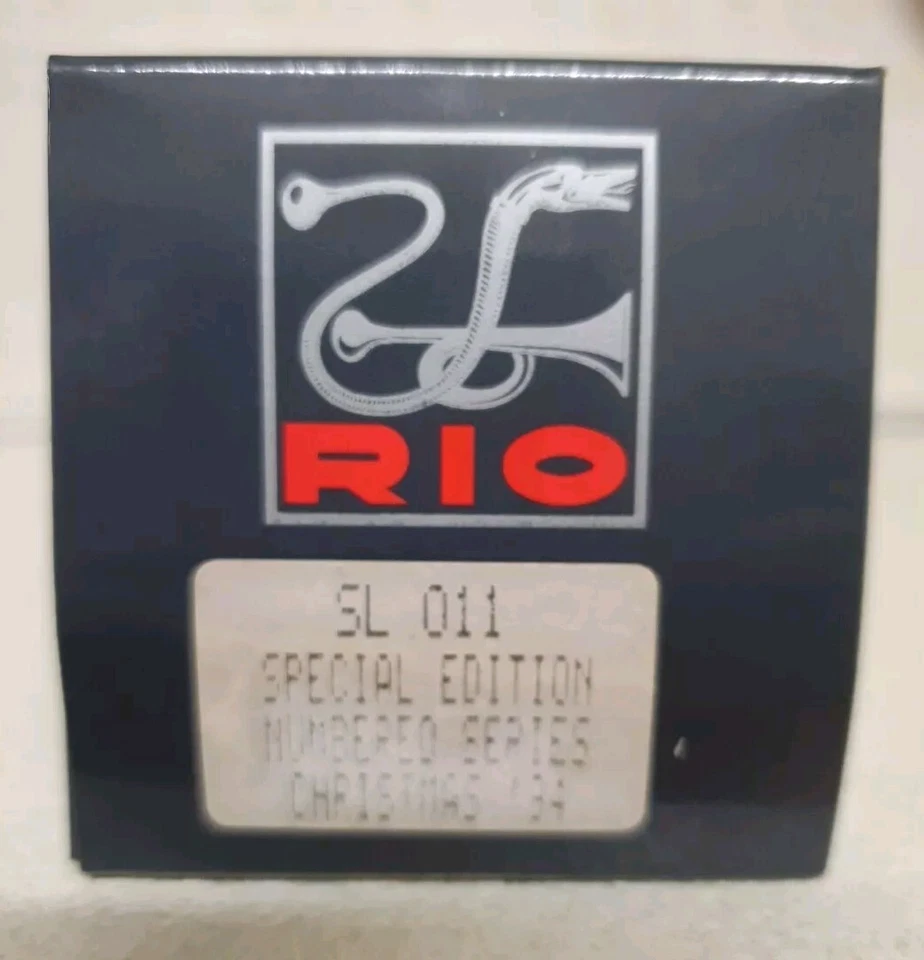 RIO
SL 011
SPECIAL EDITION
NUMBERED SERIES
CHRISTMAS '94